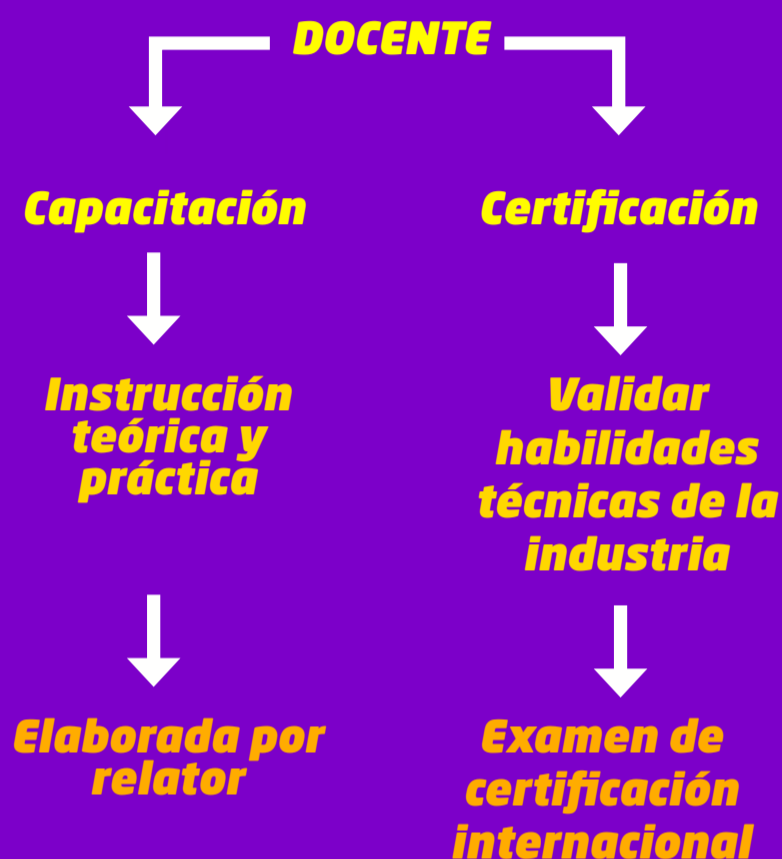 DOCENTE
Capacitación
Certificación
Instrucción
teórica y
práctica
Validar
habilidades
técnicas de la
industria
Elaborada por
relator
Examen de
certificación
internacional